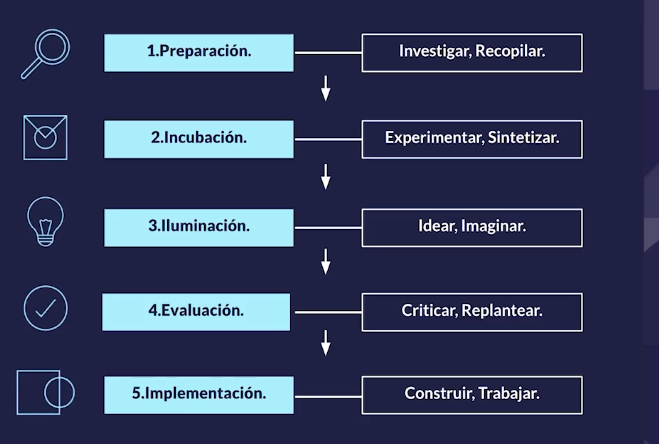 1.Preparación.
Investigar, Recopilar.
2.Incubación.
Experimentar, Sintetizar.
3.Iluminación.
Idear, Imaginar.
4.Evaluación.
Criticar, Replantear.
5.Implementación.
Construir, Trabajar.